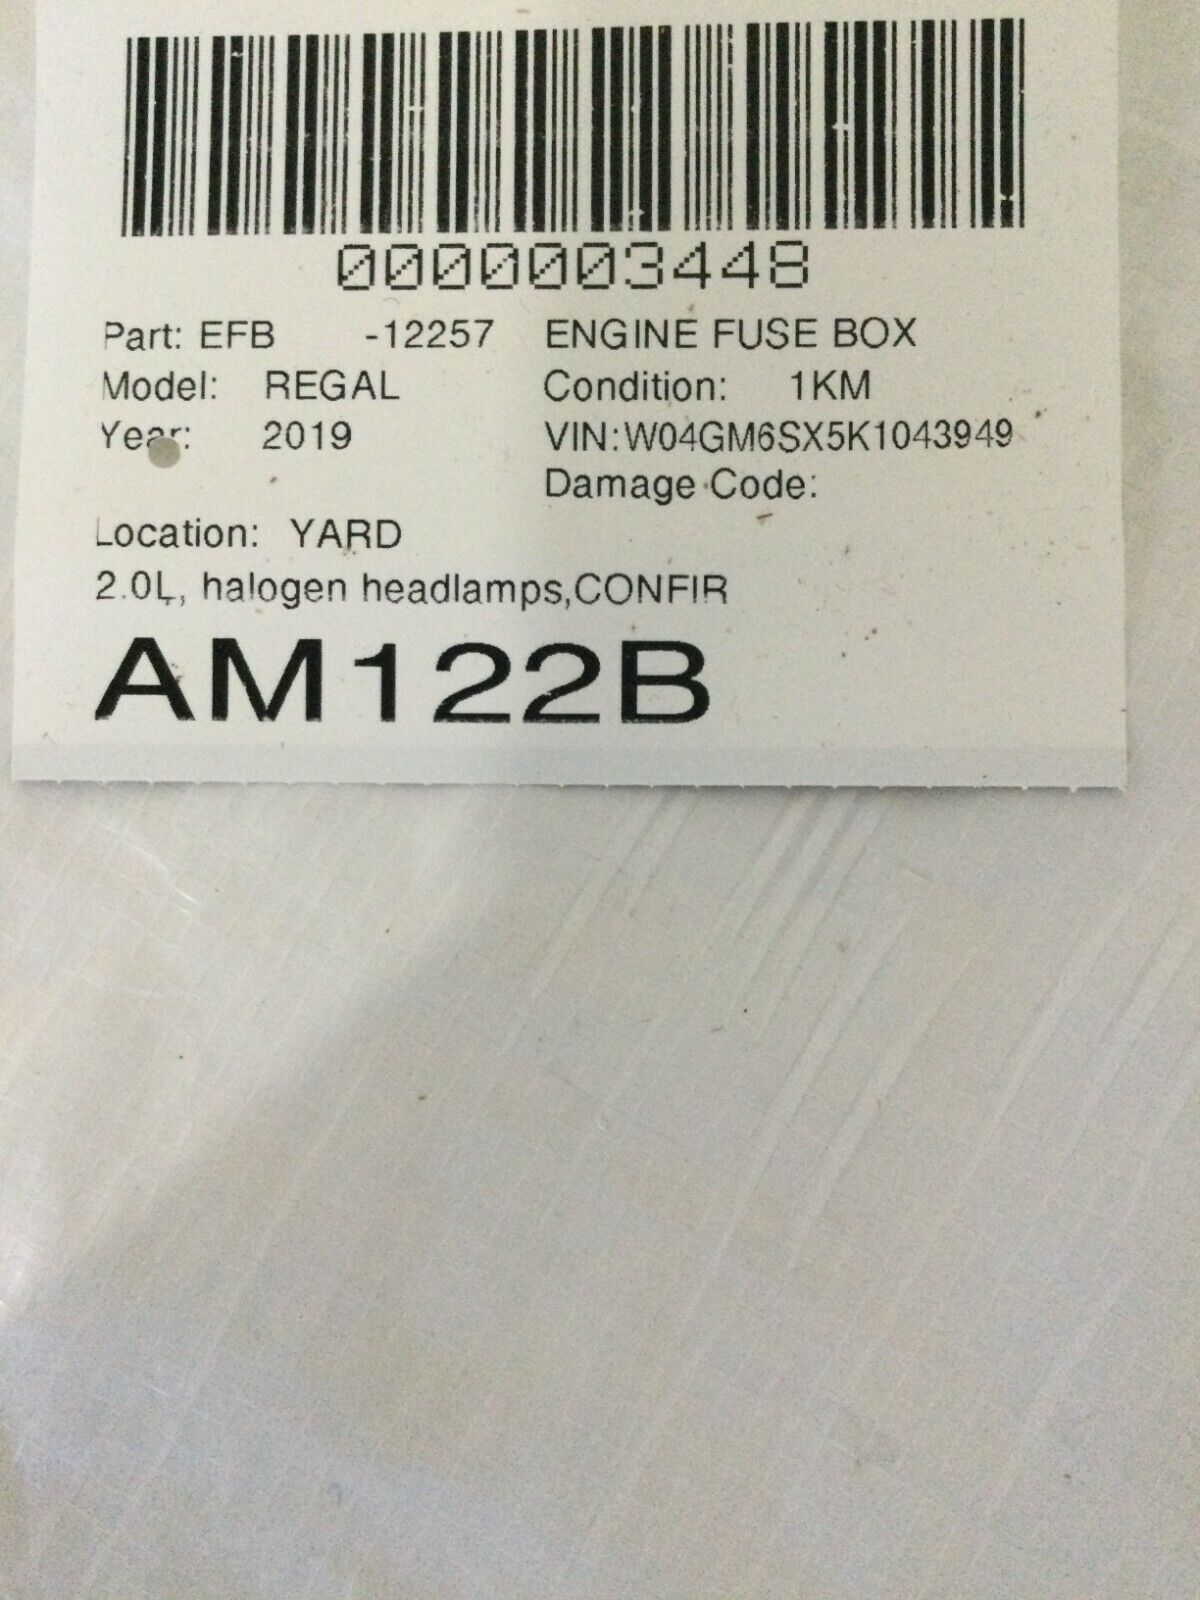 0000003448
Part: EFB -12257 ENGINE FUSE BOX
Model: REGAL Condition: 1KM
Year: 2019 VIN:W04GM6SX5K1043949
Damage Code:
Location: YARD
2.0L, halogen headlamps,CONFIR
AM122B